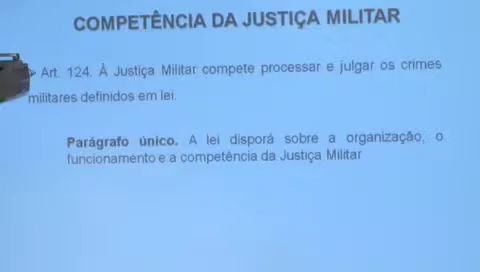 COMPETÊNCIA DA JUSTIÇA MILITAR
Art. 124. À Justiça Militar compete processar e julgar os crimes
militares definidos em lei.
Parágrafo único. A lei disporá sobre a organização, o
funcionamento e a competência da Justiça Militar